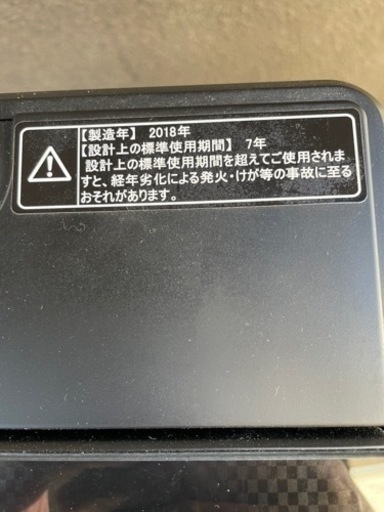 【製造年】 2018年
【設計上の標準使用期間】 7年
設計上の標準使用期間を超えてご使用されま
すと、経年劣化による発火・けが等の事故に至る
おそれがあります。